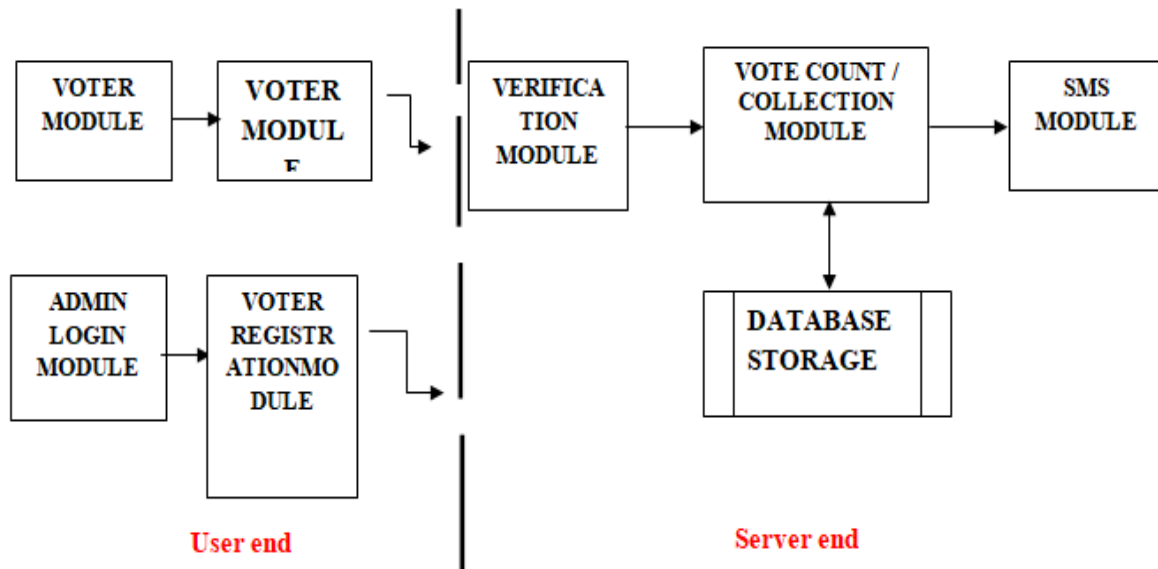 VOTER
MODULE
VOTER
MODUL
E
VERIFICA
TION
MODULE
VOTE COUNT /
COLLECTION
MODULE
SMS
MODULE
ADMIN
LOGIN
MODULE
VOTER
REGISTR
ATIONMO
DULE
DATABASE
STORAGE
User end
Server end